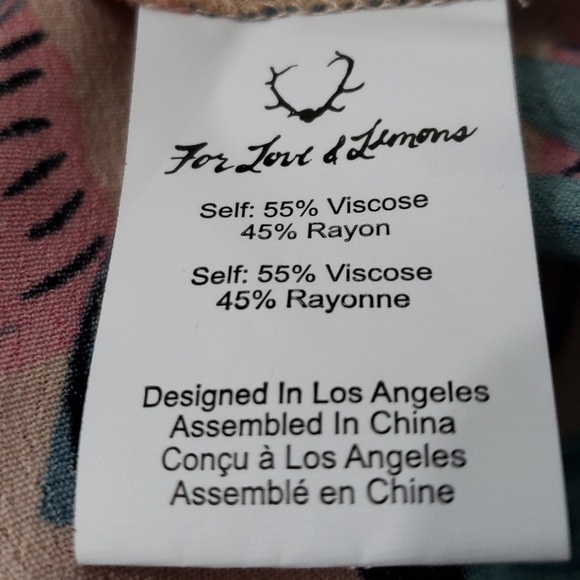 For Love & Lemons
Self: 55% Viscose
45% Rayon
Self: 55% Viscose
45% Rayonne
Designed In Los Angeles
Assembled In China
Conçu à Los Angeles
Assemblé en Chine